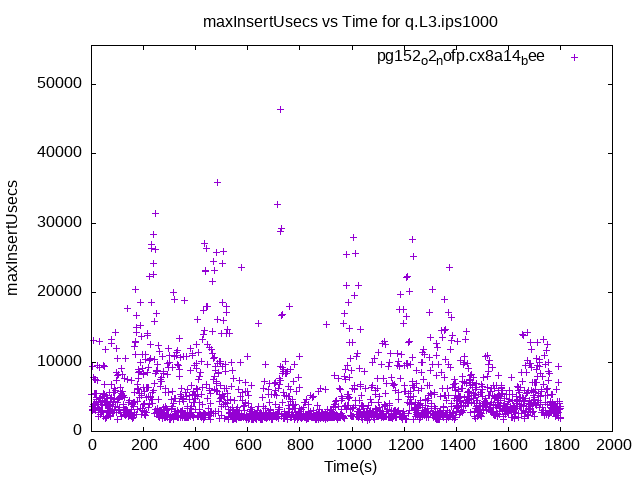 maxInsertUsecs vs Time for q.L3.ips1000
pg152o2nofp.cx8a14bee
maxInsertUsecs
50000
40000
30000
20000
10000
0
0 200 400 600 800 1000 1200 1400 1600 1800 2000
Time(s)